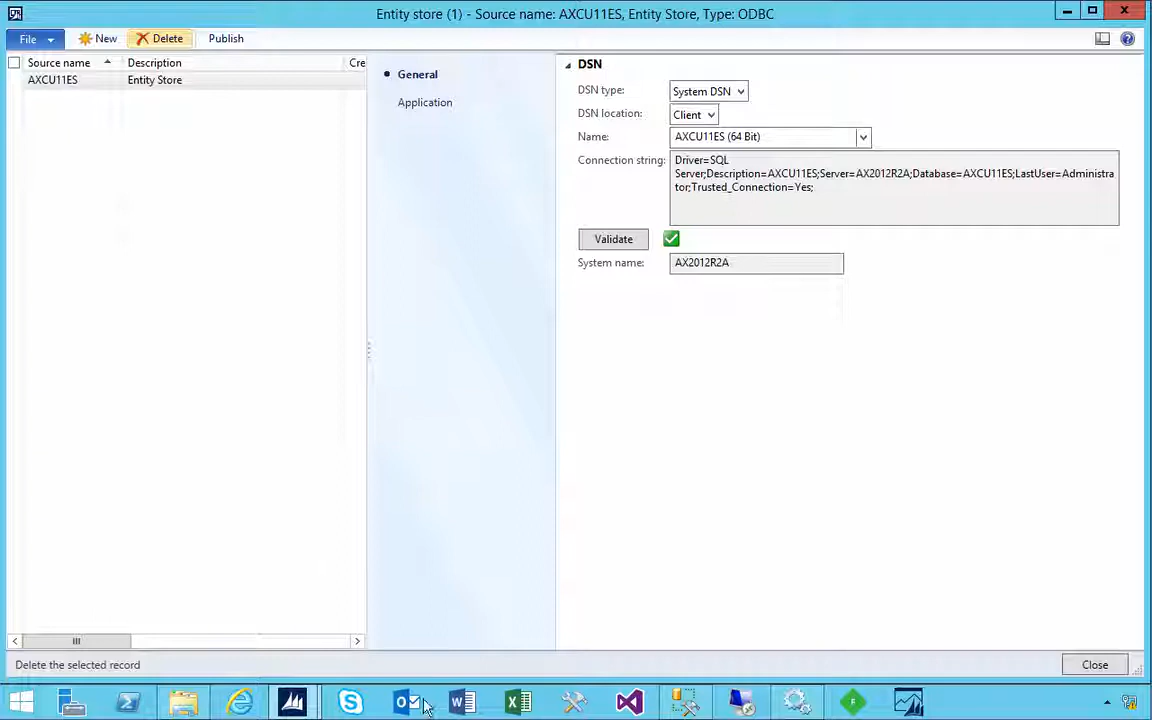 Entity store (1) - Source name: AXCU11ES, Entity Store, Type: ODBC
File New Delete Publish
Source name Description Cre
AXCU11ES Entity Store
General
Application
DSN
DSN type: System DSN
DSN location: Client
Name: AXCU11ES (64 Bit)
Connection string: Driver=SQL
Server;Description=AXCU11ES;Server=AX2012R2A;Database=AXCU11ES;LastUser=Administra
tor;Trusted_Connection=Yes;
Validate
System name: AX2012R2A
Delete the selected record
Close